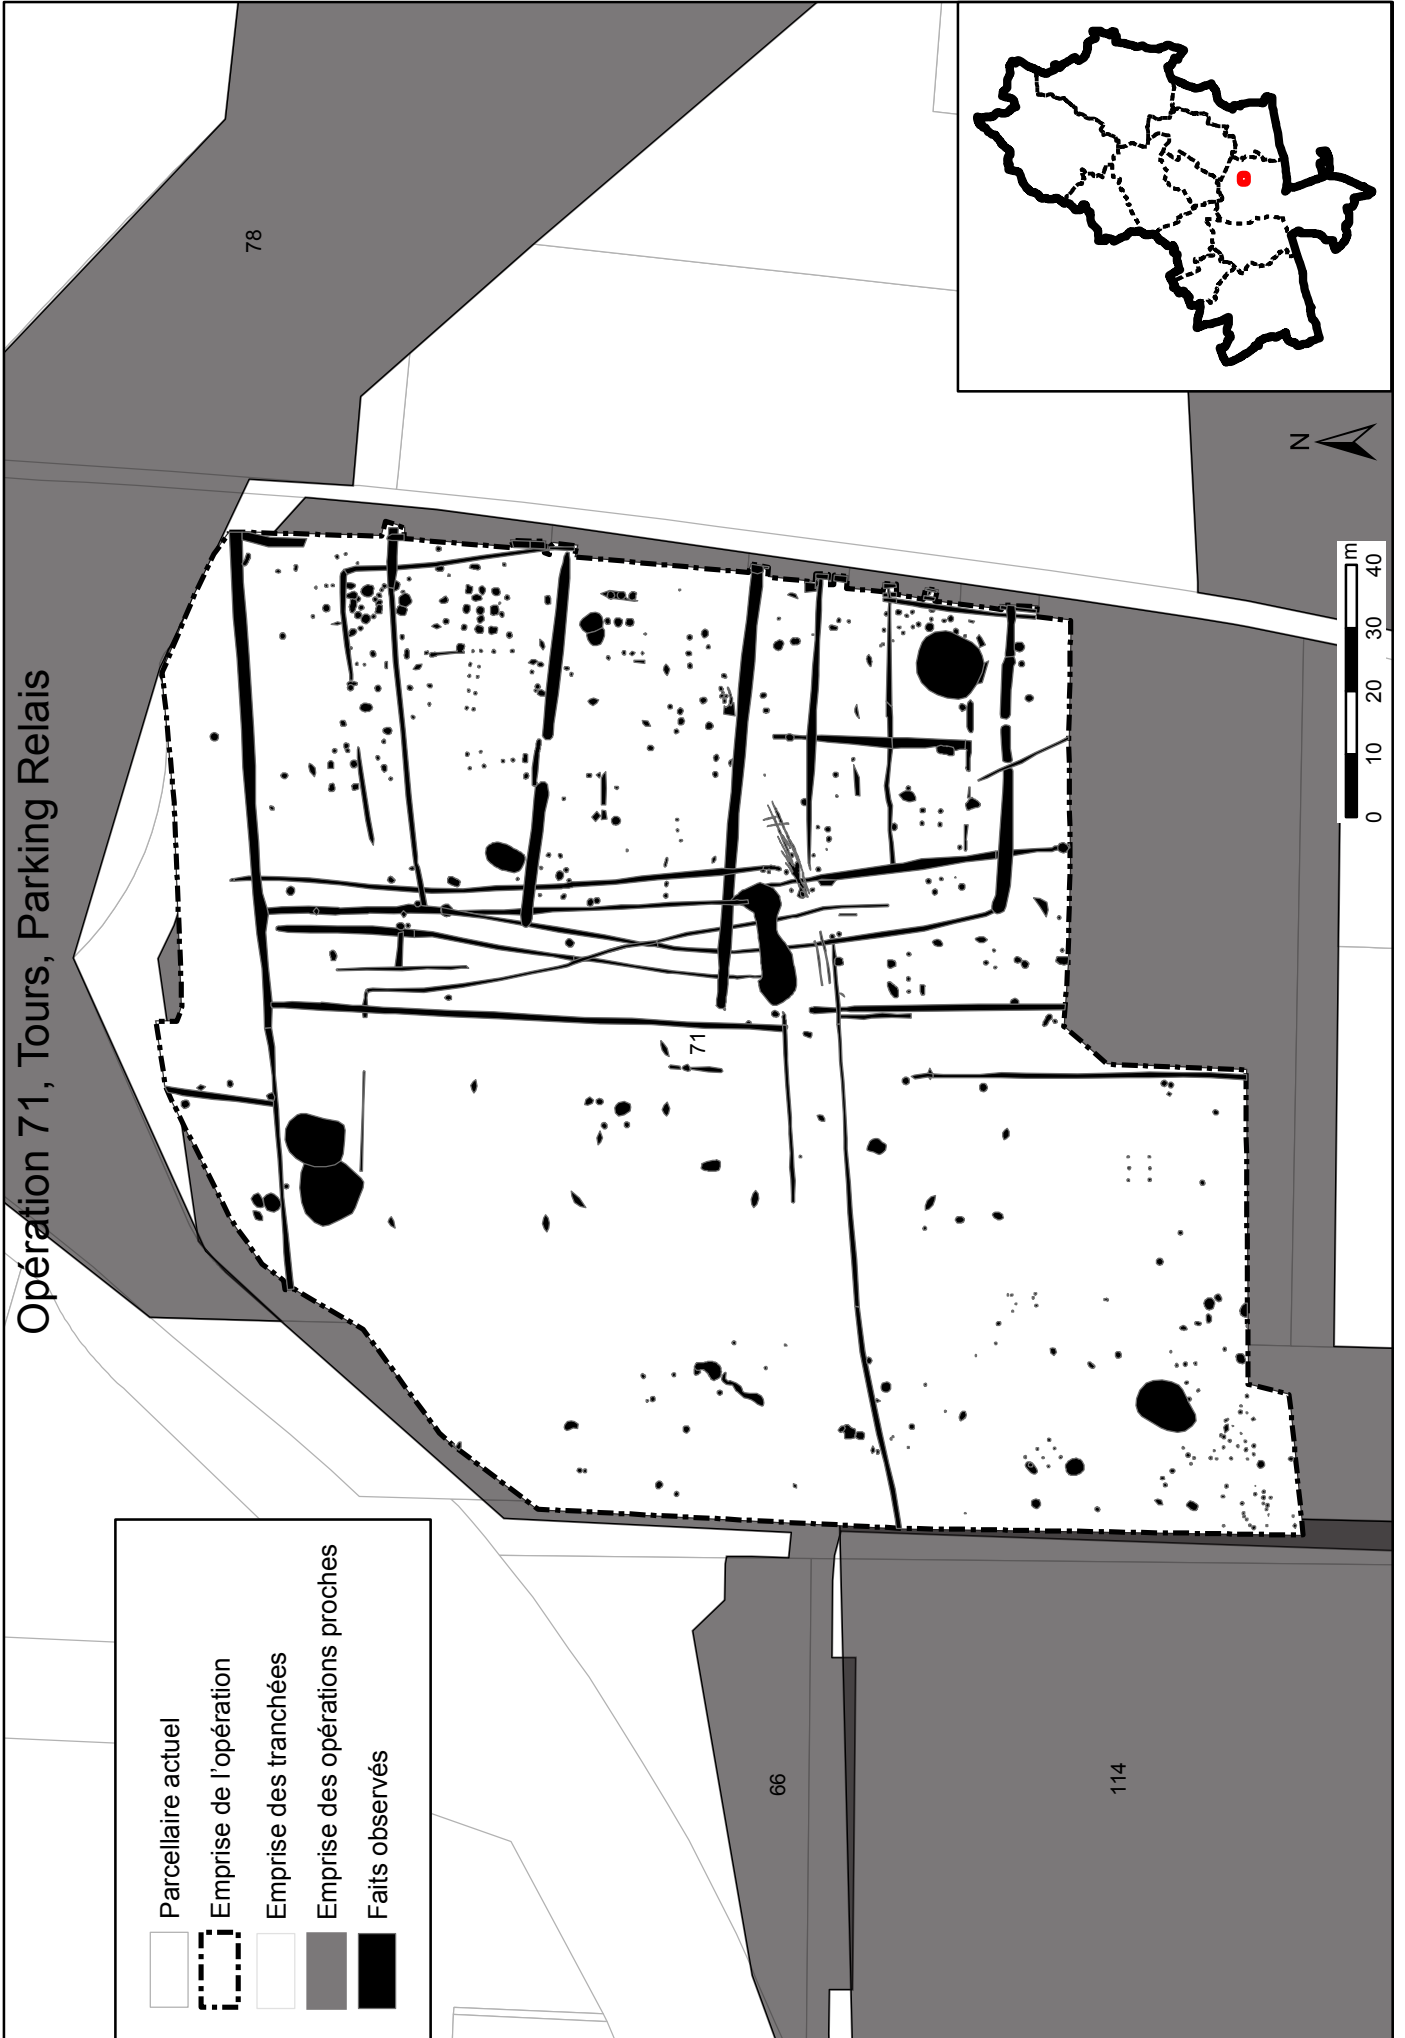 Opération 71, Tours, Parking Relais
78
71
66
114
Parcellaire actuel
Emprise de l'opération
Emprise des tranchées
Emprise des opérations proches
Faits observés
N
0 10 20 30 40
m